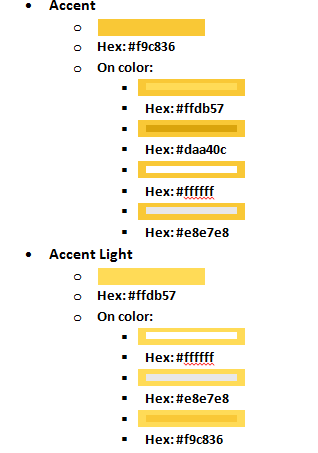 Accent
Hex: #f9c836
On color:
Hex: #ffdb57
Hex: #daa40c
Hex: #ffffff
Hex: #e8e7e8
Accent Light
Hex: #ffdb57
On color:
Hex: #ffffff
Hex: #e8e7e8
Hex: #f9c836